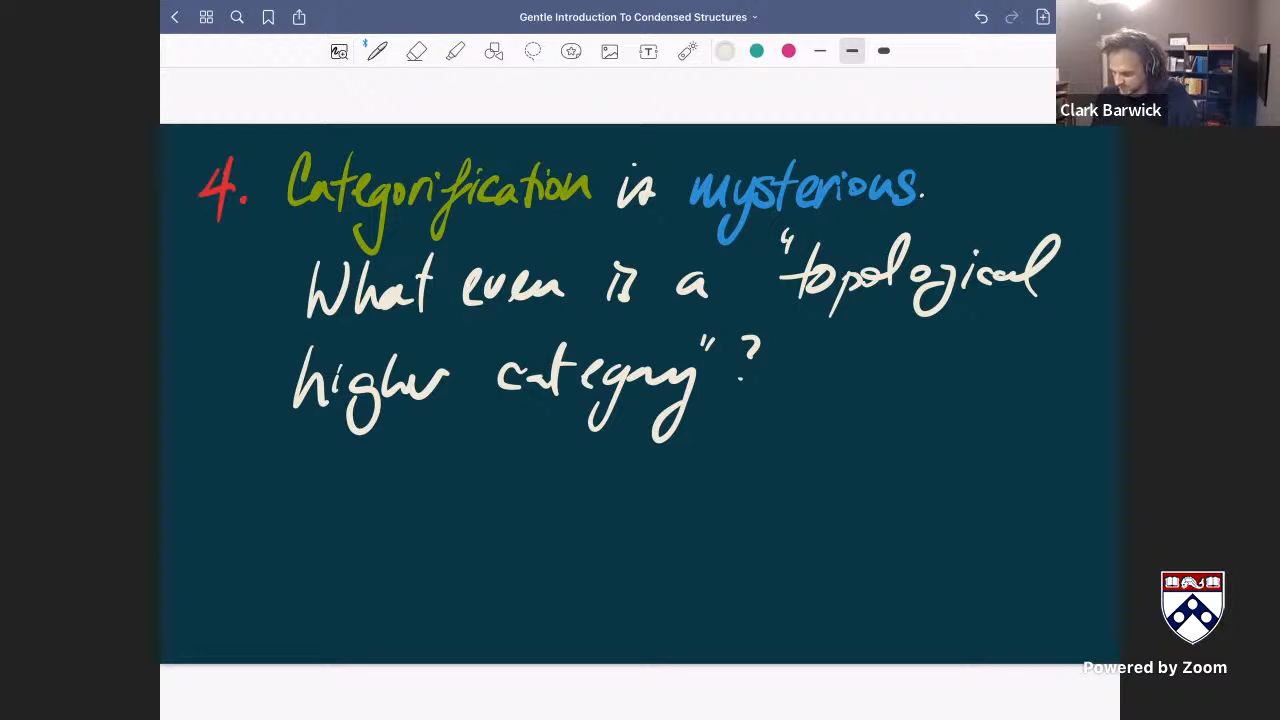 Gentle Introduction To Condensed Structures
Clark Barwick
4. Categorification is mysterious.
What even is a "topological
higher category"?
Powered by Zoom